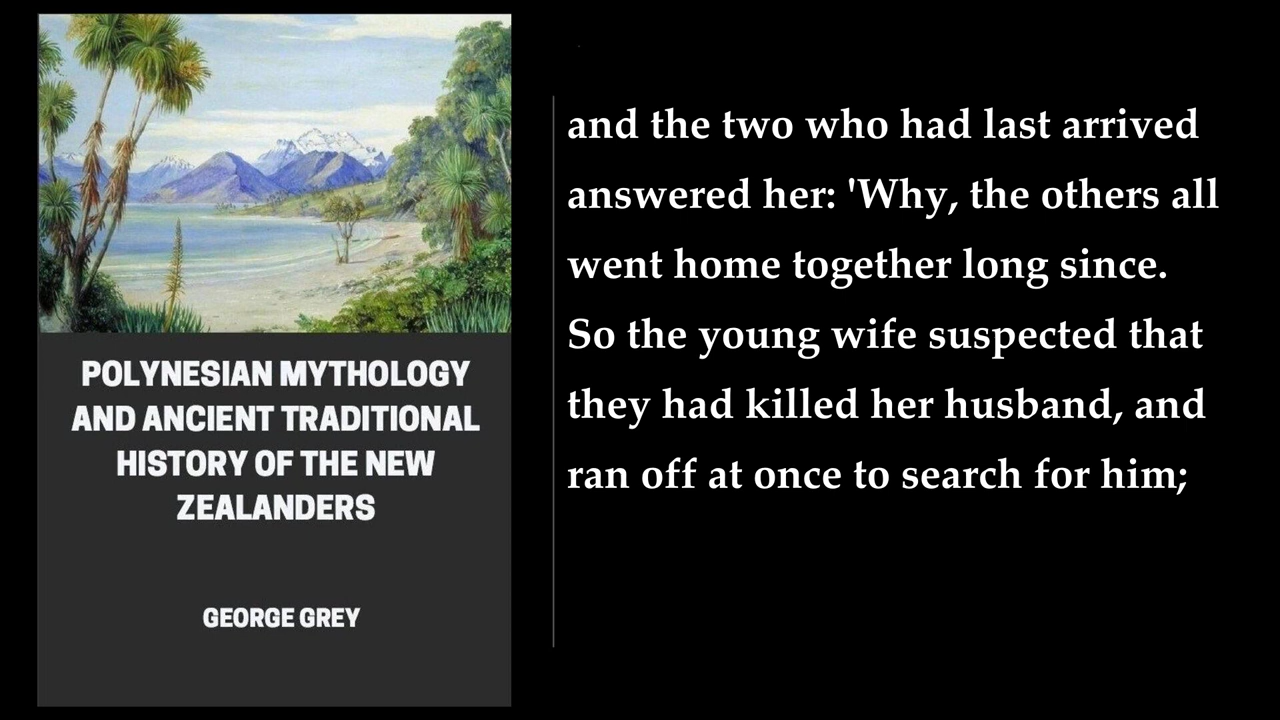 POLYNESIAN MYTHOLOGY
AND ANCIENT TRADITIONAL
HISTORY OF THE NEW
ZEALANDERS
GEORGE GREY
and the two who had last arrived
answered her: 'Why, the others all
went home together long since.
So the young wife suspected that
they had killed her husband, and
ran off at once to search for him;